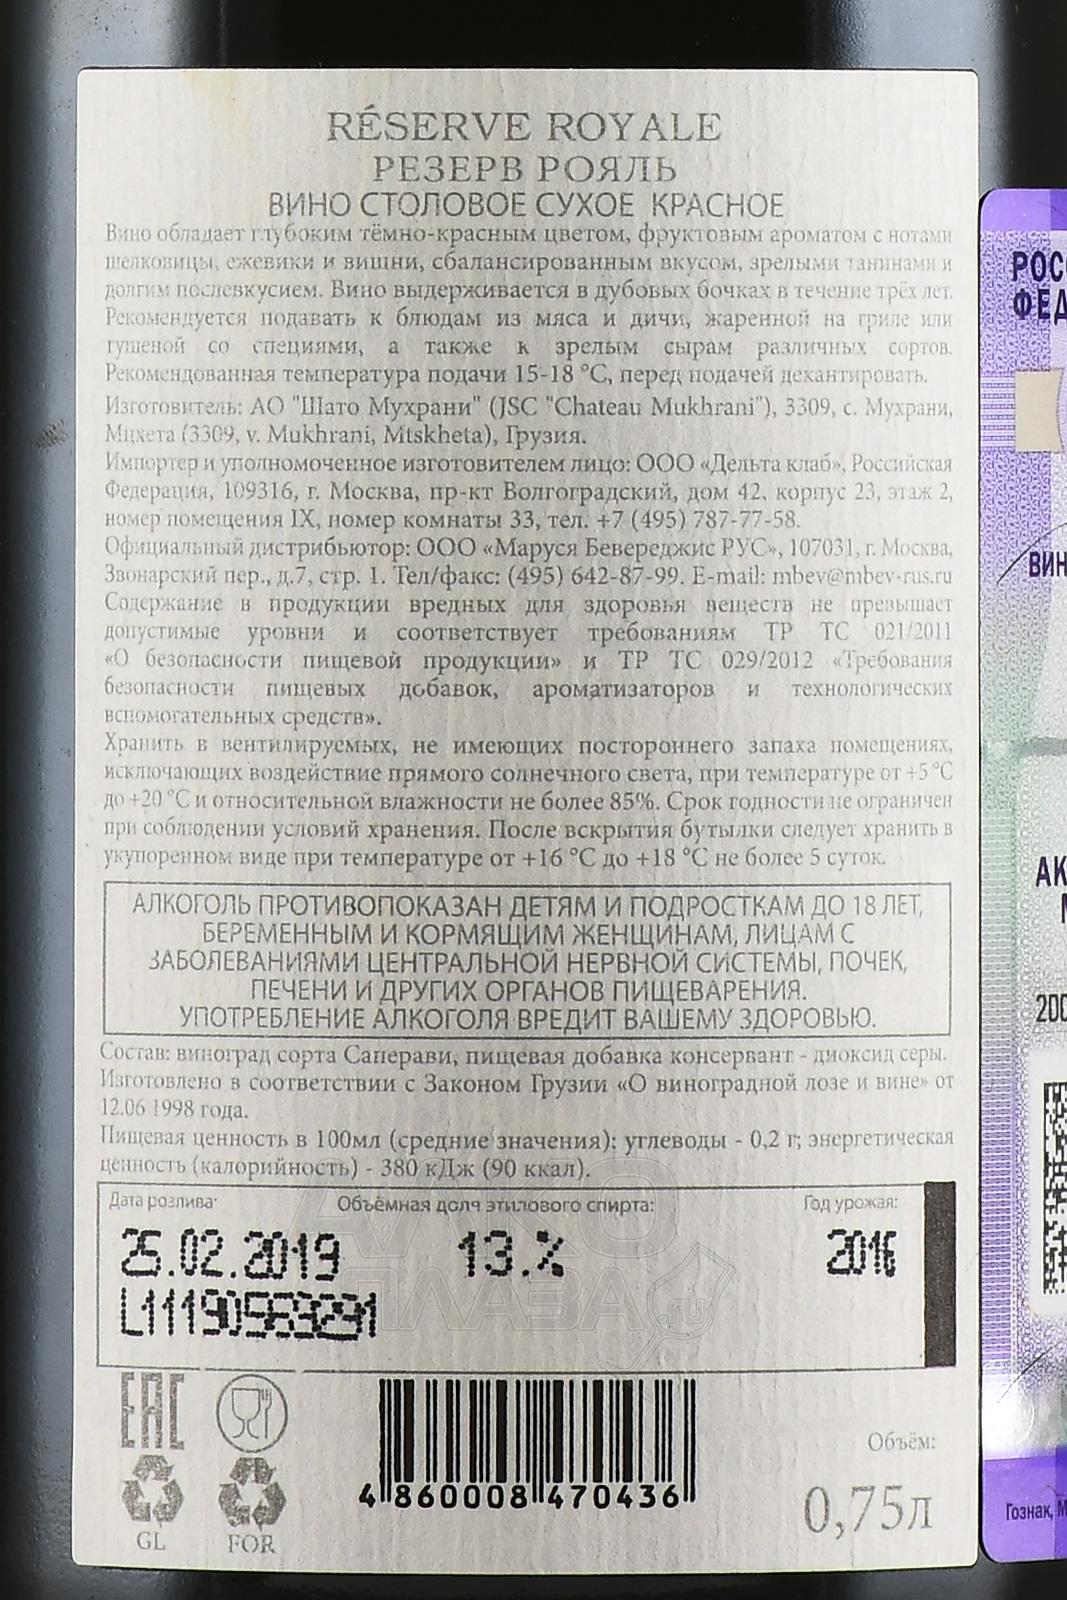 RÉSERVE ROYALE
РЕЗЕРВ РОЯЛЬ
ВИНО СТОЛОВОЕ СУХОЕ КРАСНОЕ
Вино обладает глубоким тёмно-красным цветом, фруктовым ароматом с нотами
шелковицы, ежевики и вишни, сбалансированным вкусом, зрелыми танинами и
долгим послевкусием. Вино выдерживается в дубовых бочках в течение трёх лет.
Рекомендуется подавать к блюдам из мяса и дичи, жаренной на гриле или
тушеной со специями, а также к зрелым сырам различных сортов.
Рекомендованная температура подачи 15-18 °С, перед подачей декантировать.
Изготовитель: АО "Шато Мухрани" (JSC "Chateau Mukhrani"), 3309, с. Мухрани,
Мцхета (3309, v. Mukhrani, Mtskheta), Грузия.
Импортер и уполномоченное изготовителем лицо: ООО «Дельта клаб», Российская
Федерация, 109316, г. Москва, пр-кт Волгоградский, дом 42, корпус 23, этаж 2,
номер помещения IX, номер комнаты 33, тел. +7 (495) 787-77-58.
Официальный дистрибьютор: ООО «Маруся Бевереджис РУС», 107031, г. Москва,
Звонарский пер., д.7, стр. 1. Тел/факс: (495) 642-87-99. E-mail: mbev@mbev-rus.ru
Содержание в продукции вредных для здоровья веществ не превышает
допустимые уровни и соответствует требованиям ТР ТС 021/2011
«О безопасности пищевой продукции» и ТР ТС 029/2012 «Требования
безопасности пищевых добавок, ароматизаторов и технологических
вспомогательных средств».
Хранить в вентилируемых, не имеющих постороннего запаха помещениях,
исключающих воздействие прямого солнечного света, при температуре от +5 °С
до +20 °С и относительной влажности не более 85%. Срок годности не ограничен
при соблюдении условий хранения. После вскрытия бутылки следует хранить в
укупоренном виде при температуре от +16 °С до +18 °С не более 5 суток.
АЛКОГОЛЬ ПРОТИВОПОКАЗАН ДЕТЯМ И ПОДРОСТКАМ ДО 18 ЛЕТ,
БЕРЕМЕННЫМ И КОРМЯЩИМ ЖЕНЩИНАМ, ЛИЦАМ С
ЗАБОЛЕВАНИЯМИ ЦЕНТРАЛЬНОЙ НЕРВНОЙ СИСТЕМЫ, ПОЧЕК,
ПЕЧЕНИ И ДРУГИХ ОРГАНОВ ПИЩЕВАРЕНИЯ.
УПОТРЕБЛЕНИЕ АЛКОГОЛЯ ВРЕДИТ ВАШЕМУ ЗДОРОВЬЮ.
Состав: виноград сорта Саперави, пищевая добавка консервант - диоксид серы.
Изготовлено в соответствии с Законом Грузии «О виноградной лозе и вине» от
12.06 1998 года.
Пищевая ценность в 100мл (средние значения): углеводы - 0,2 г; энергетическая
ценность (калорийность) - 380 кДж (90 ккал).
Дата розлива: Объёмная доля этилового спирта: Год урожая:
25.02.2019 13.% 2016
ЕАС
АЛКО
ПЛАЗА.ru
4 860008 470436
Объём:
0,75л
GL FOR
РОС
ФЕД
ВИН
АК
200
Гознак, М